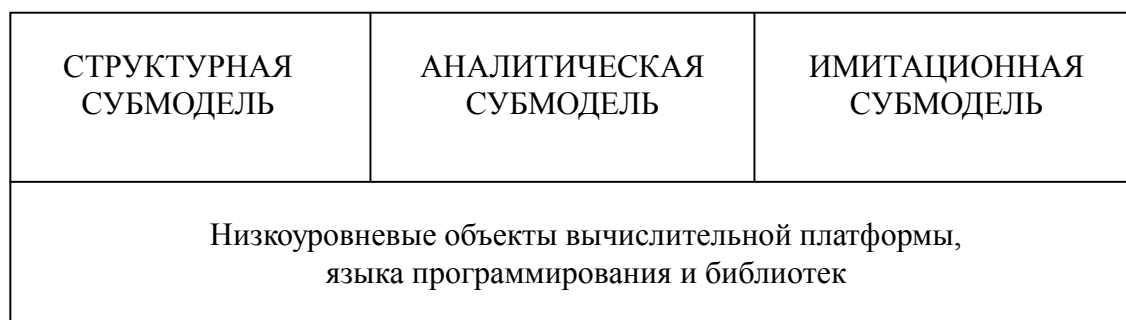 СТРУКТУРНАЯ
СУБМОДЕЛЬ
АНАЛИТИЧЕСКАЯ
СУБМОДЕЛЬ
ИМИТАЦИОННАЯ
СУБМОДЕЛЬ
Низкоуровневые объекты вычислительной платформы,
языка программирования и библиотек